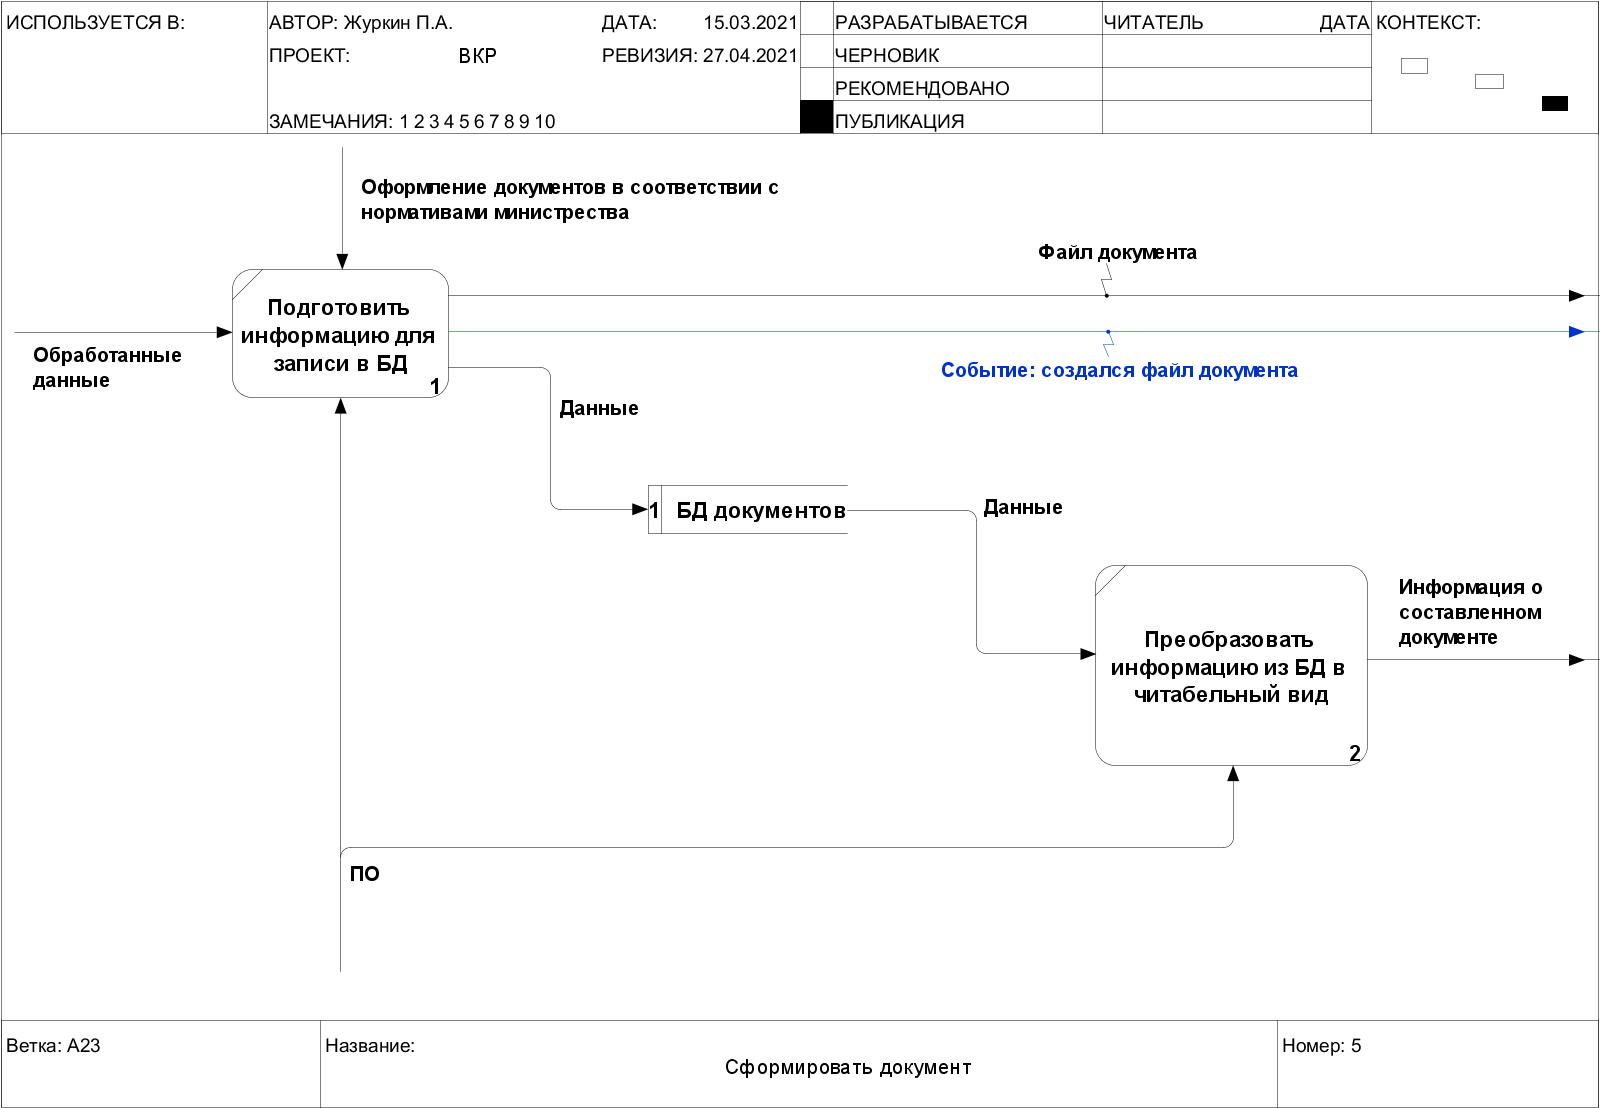 ИСПОЛЬЗУЕТСЯ В:
АВТОР: Журкин П.А.
ДАТА: 15.03.2021
ПРОЕКТ: ВКР
РЕВИЗИЯ: 27.04.2021
ЗАМЕЧАНИЯ: 1 2 3 4 5 6 7 8 9 10
РАЗРАБАТЫВАЕТСЯ
ЧЕРНОВИК
РЕКОМЕНДОВАНО
ПУБЛИКАЦИЯ
ЧИТАТЕЛЬ
ДАТА
КОНТЕКСТ:
Оформление документов в соответствии с
нормативами министрества
Файл документа
Подготовить
информацию для
записи в БД
1
Обработанные
данные
Событие: создался файл документа
Данные
1 БД документов
Данные
Преобразовать
информацию из БД в
читабельный вид
2
Информация о
составленном
документе
ПО
Ветка: A23
Название:
Сформировать документ
Номер: 5